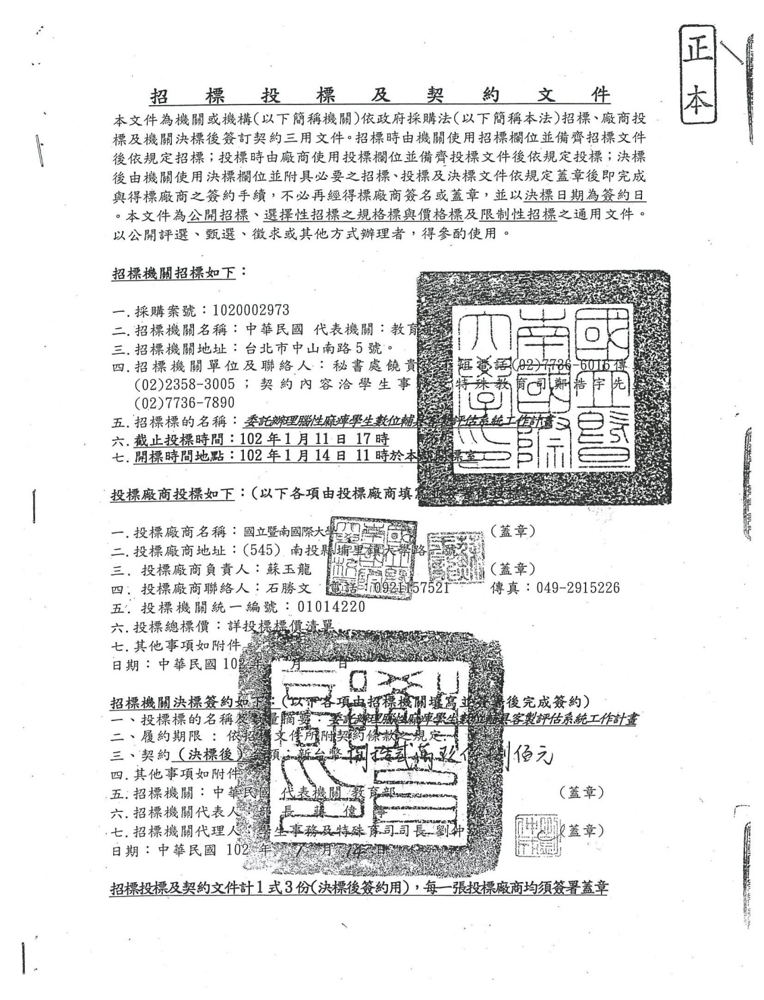 正本
招標投標及契約文件
本文件為機關或機構(以下簡稱機關)依政府採購法(以下簡稱本法)招標、廠商投
標及機關決標後簽訂契約三用文件。招標時由機關使用招標欄位並備齊招標文件
後依規定招標；投標時由廠商使用投標欄位並備齊投標文件後依規定投標；決標
後由機關使用決標欄位並附具必要之招標、投標及決標文件依規定蓋章後即完成
與得標廠商之簽約手續，不必再經得標廠商簽名或蓋章，並以決標日期為簽約日
。本文件為公開招標、選擇性招標之規格標與價格標及限制性招標之通用文件。
以公開評選、甄選、徵求或其他方式辦理者，得參酌使用。
招標機關招標如下：
一.採購案號：1020002973
二.招標機關名稱：中華民國 代表機關：教育部
三.招標機關地址：台北市中山南路5號。
四.招標機關單位及聯絡人：秘書處饒貴 姐電話(02)7736-6016傳
(02)2358-3005；契約內容洽學生事 特殊教育司鄭浩宇先
(02)7736-7890
五.招標標的名稱：委託辦理腦性麻痺學生數位輔具客製評估系統工作計畫
六.截止投標時間：102年1月11日 17時
七.開標時間地點：102年1月14日 11時於本部開標室
投標廠商投標如下：(以下各項由投標廠商填寫並簽署後投標)
一.投標廠商名稱：國立暨南國際大學 (蓋章)
二.投標廠商地址：(545) 南投縣埔里鎮大學路 號
三. 投標廠商負責人：蘇玉龍 (蓋章)
四. 投標廠商聯絡人：石勝文 電話：0921157521 傳真：049-2915226
五. 投標機關統一編號：01014220
六.投標總標價：詳投標標價清單
七.其他事項如附件
日期：中華民國 102 年 月 日
招標機關決標簽約如下：(以下各項由招標機關填寫並簽署後完成簽約)
一、投標標的名稱及數量摘要：委託辦理腦性麻痺學生數位輔具客製評估系統工作計畫
二、履約期限：依招標文件所附契約條款之規定
三、契約(決標後) 金額：新台幣 拾貳萬玖仟 佰元
四.其他事項如附件
五.招標機關：中華民國 代表機關 教育部 (蓋章)
六.招標機關代表人 部長 蔣偉寧
七.招標機關代理人 學生事務及特殊育司司長 劉仲 (蓋章)
日期：中華民國 102 年 1 月 14 日
招標投標及契約文件計1式3份(決標後簽約用)，每一張投標廠商均須簽署蓋章